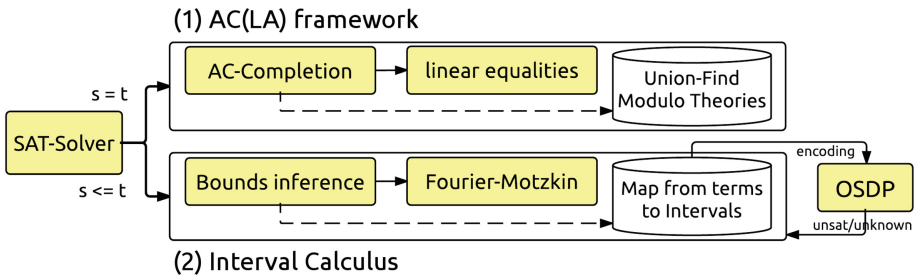 (1) AC(LA) framework
AC-Completion
linear equalities
Union-Find
Modulo Theories
s = t
SAT-Solver
s <= t
Bounds inference
Fourier-Motzkin
Map from terms
to Intervals
encoding
OSDP
unsat/unknown
(2) Interval Calculus